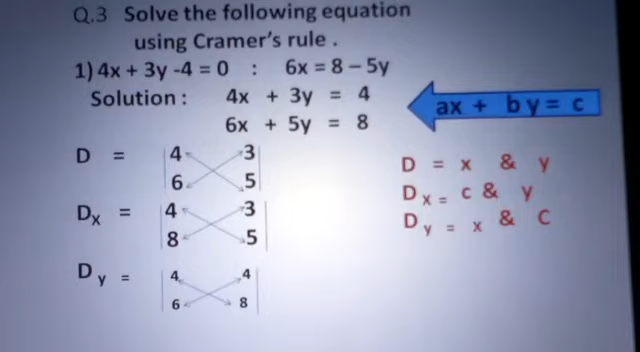 Q.3 Solve the following equation
using Cramer's rule .
1) 4x + 3y -4 = 0 : 6x = 8 – 5y
Solution : 4x + 3y = 4
6x + 5y = 8
ax + by = c
D = |4 3|
|6 5|
Dx = |4 3|
|8 5|
Dy = |4 4|
|6 8|
D = x & y
Dx = c & y
Dy = x & C